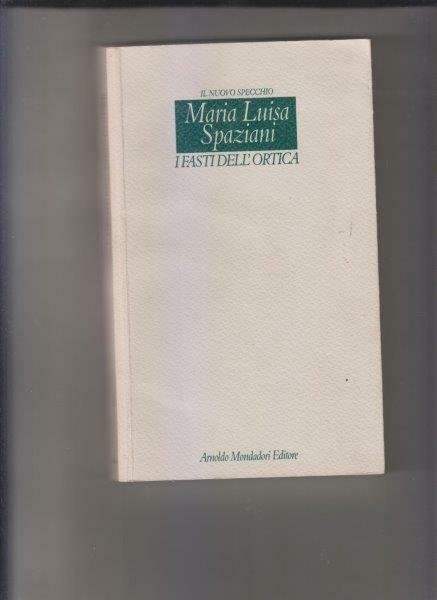 IL NUOVO SPECCHIO
Maria Luisa
Spaziani
I FASTI DELL'ORTICA
Arnoldo Mondadori Editore